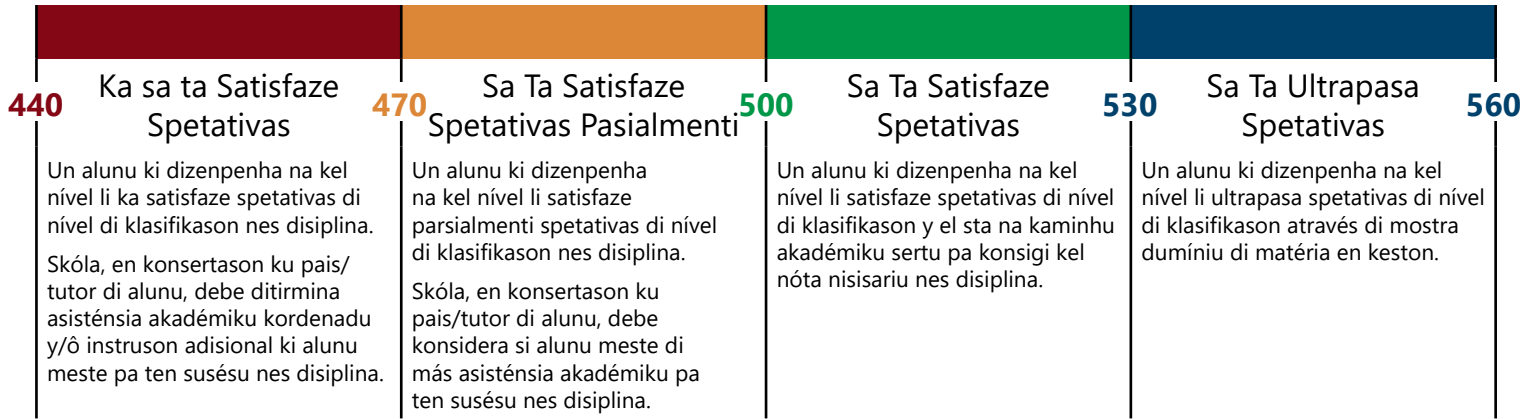 440
Ka sa ta Satisfaze
Spetativas
Un alunu ki dizenpenha na kel
nível li ka satisfaze spetativas di
nível di klasifikason nes disiplina.
Skóla, en konsertason ku pais/
tutor di alunu, debe ditirmina
asisténsia akadémiku kordenadu
y/ô instruson adisional ki alunu
meste pa ten susésu nes disiplina.
470
Sa Ta Satisfaze
Spetativas Pasialmenti
Un alunu ki dizenpenha
na kel nível li satisfaze
parsialmenti spetativas di nível
di klasifikason nes disiplina.
Skóla, en konsertason ku
pais/tutor di alunu, debe
konsidera si alunu meste di
más asisténsia akadémiku pa
ten susésu nes disiplina.
500
Sa Ta Satisfaze
Spetativas
Un alunu ki dizenpenha na kel
nível li satisfaze spetativas di nível
di klasifikason y el sta na kaminhu
akadémiku sertu pa konsigi kel
nóta nisisariu nes disiplina.
530
Sa Ta Ultrapasa
Spetativas
Un alunu ki dizenpenha na kel
nível li ultrapasa spetativas di nível
di klasifikason através di mostra
dumíniu di matéria en keston.
560